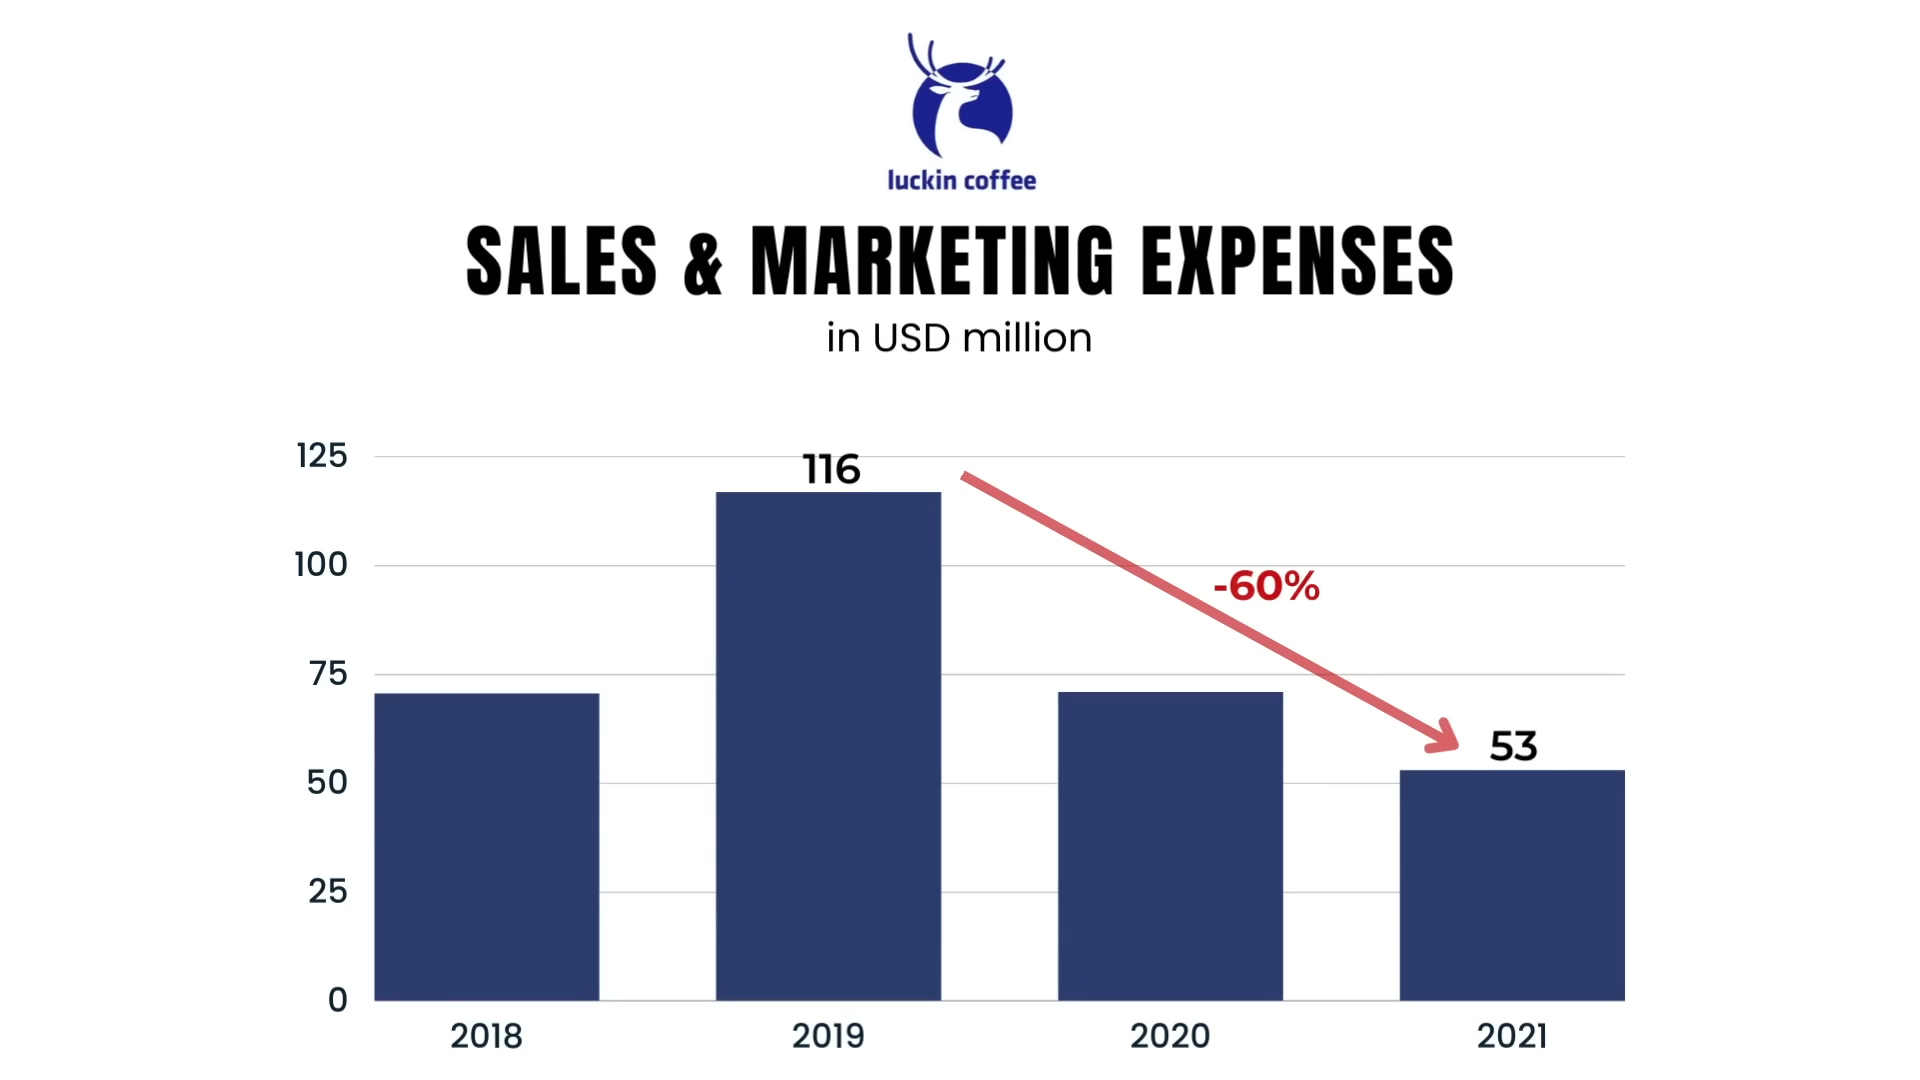 luckin coffee
SALES & MARKETING EXPENSES
in USD million
125
116
100
-60%
75
53
50
25
0
2018 2019 2020 2021